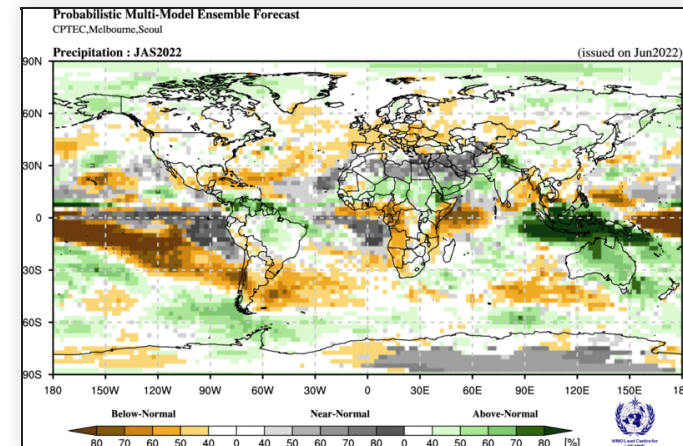 Probabilistic Multi-Model Ensemble Forecast
CPTEC,Melbourne,Seoul
Precipitation : JAS2022 (issued on Jun2022)
90N
60N
30N
0
30S
60S
90S
180 150W 120W 90W 60W 30W 0 30E 60E 90E 120E 150E 180
Below-Normal Near-Normal Above-Normal
80 70 60 50 40 0 40 50 60 70 80 0 40 50 60 70 80 [%]
WMO Lead Centre for